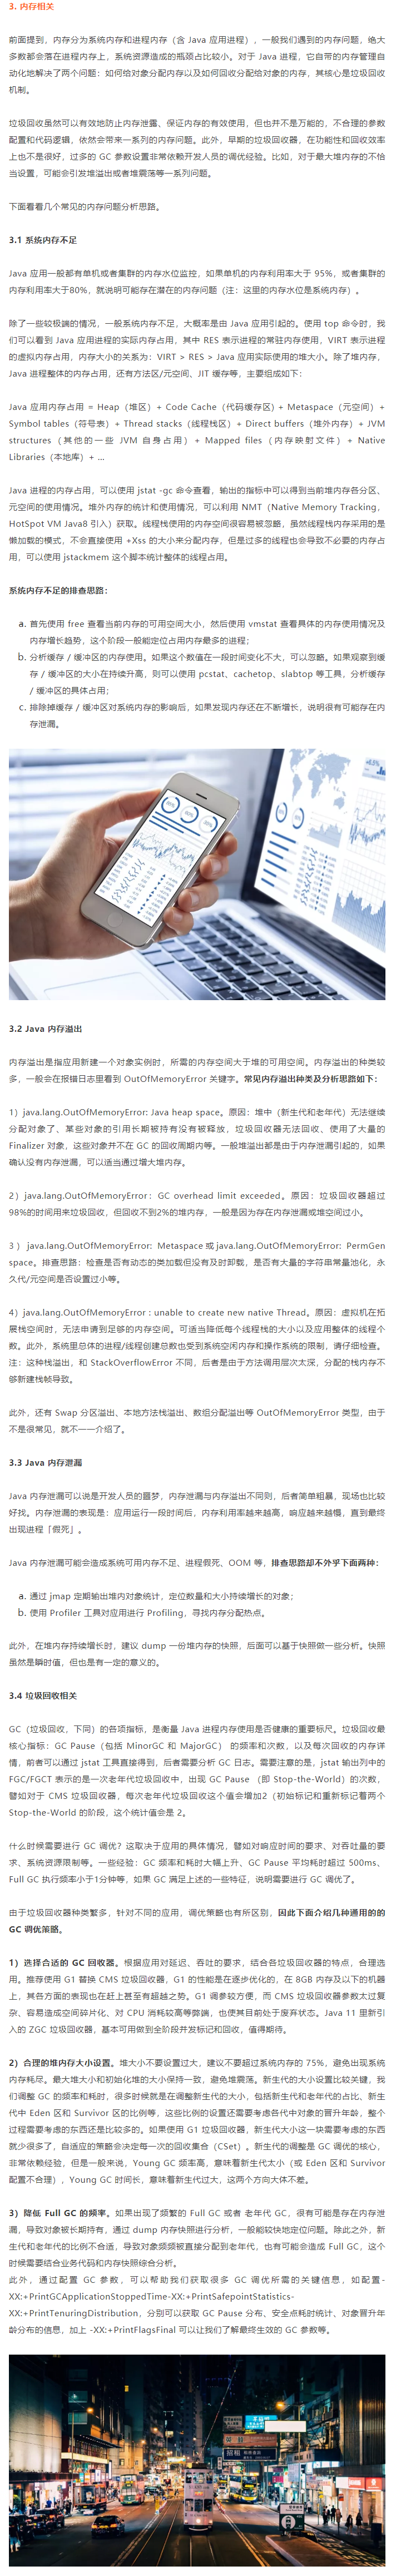 3. 内存相关
前面提到，内存分为系统内存和进程内存（含 Java 应用进程），一般我们遇到的内存问题，绝大
多数都会落在进程内存上，系统资源造成的瓶颈占比较小。对于 Java 进程，它自带的内存管理自
动化地解决了两个问题：如何给对象分配内存以及如何回收分配给对象的内存，其核心是垃圾回收
机制。
垃圾回收虽然可以有效地防止内存泄露、保证内存的有效使用，但也并不是万能的，不合理的参数
配置和代码逻辑，依然会带来一系列的内存问题。此外，早期的垃圾回收器，在功能性和回收效率
上也不是很好，过多的 GC 参数设置非常依赖开发人员的调优经验。比如，对于最大堆内存的不恰
当设置，可能会引发堆溢出或者堆震荡等一系列问题。
下面看看几个常见的内存问题分析思路。
3.1 系统内存不足
Java 应用一般都有单机或者集群的内存水位监控，如果单机的内存利用率大于 95%，或者集群的
内存利用率大于80%，就说明可能存在潜在的内存问题（注：这里的内存水位是系统内存）。
除了一些较极端的情况，一般系统内存不足，大概率是由 Java 应用引起的。使用 top 命令时，我
们可以看到 Java 应用进程的实际内存占用，其中 RES 表示进程的常驻内存使用，VIRT 表示进程
的虚拟内存占用，内存大小的关系为：VIRT > RES > Java 应用实际使用的堆大小。除了堆内存，
Java 进程整体的内存占用，还有方法区/元空间、JIT 缓存等，主要组成如下：
Java 应用内存占用 = Heap（堆区）+ Code Cache（代码缓存区) + Metaspace（元空间）+
Symbol tables（符号表）+ Thread stacks（线程栈区）+ Direct buffers（堆外内存）+ JVM
structures（其他的一些 JVM 自身占用）+ Mapped files（内存映射文件）+ Native
Libraries（本地库）+ ...
Java 进程的内存占用，可以使用 jstat -gc 命令查看，输出的指标中可以得到当前堆内存各分区、
元空间的使用情况。堆外内存的统计和使用情况，可以利用 NMT（Native Memory Tracking，
HotSpot VM Java8 引入）获取。线程栈使用的内存空间很容易被忽略，虽然线程栈内存采用的是
懒加载的模式，不会直接使用 +Xss 的大小来分配内存，但是过多的线程也会导致不必要的内存占
用，可以使用 jstackmem 这个脚本统计整体的线程占用。
系统内存不足的排查思路：
a. 首先使用 free 查看当前内存的可用空间大小，然后使用 vmstat 查看具体的内存使用情况及
内存增长趋势，这个阶段一般能定位占用内存最多的进程；
b. 分析缓存 / 缓冲区的内存使用。如果这个数值在一段时间变化不大，可以忽略。如果观察到缓
存 / 缓冲区的大小在持续升高，则可以使用 pcstat、cachetop、slabtop 等工具，分析缓存
/ 缓冲区的具体占用；
c. 排除掉缓存 / 缓冲区对系统内存的影响后，如果发现内存还在不断增长，说明很有可能存在内
存泄漏。
3.2 Java 内存溢出
内存溢出是指应用新建一个对象实例时，所需的内存空间大于堆的可用空间。内存溢出的种类较
多，一般会在报错日志里看到 OutOfMemoryError 关键字。常见内存溢出种类及分析思路如下：
1）java.lang.OutOfMemoryError: Java heap space。原因：堆中（新生代和老年代）无法继续
分配对象了、某些对象的引用长期被持有没有被释放，垃圾回收器无法回收、使用了大量的
Finalizer 对象，这些对象并不在 GC 的回收周期内等。一般堆溢出都是由于内存泄漏引起的，如果
确认没有内存泄漏，可以适当通过增大堆内存。
2）java.lang.OutOfMemoryError：GC overhead limit exceeded。原因：垃圾回收器超过
98%的时间用来垃圾回收，但回收不到2%的堆内存，一般是因为存在内存泄漏或堆空间过小。
3）java.lang.OutOfMemoryError: Metaspace或java.lang.OutOfMemoryError: PermGen
space。排查思路：检查是否有动态的类加载但没有及时卸载，是否有大量的字符串常量池化，永
久代/元空间是否设置过小等。
4）java.lang.OutOfMemoryError : unable to create new native Thread。原因：虚拟机在拓
展栈空间时，无法申请到足够的内存空间。可适当降低每个线程栈的大小以及应用整体的线程个
数。此外，系统里总体的进程/线程创建总数也受到系统空闲内存和操作系统的限制，请仔细检查。
注：这种栈溢出，和 StackOverflowError 不同，后者是由于方法调用层次太深，分配的栈内存不
够新建栈帧导致。
此外，还有 Swap 分区溢出、本地方法栈溢出、数组分配溢出等 OutOfMemoryError 类型，由于
不是很常见，就不一一介绍了。
3.3 Java 内存泄漏
Java 内存泄漏可以说是开发人员的噩梦，内存泄漏与内存溢出不同则，后者简单粗暴，现场也比较
好找。内存泄漏的表现是：应用运行一段时间后，内存利用率越来越高，响应越来越慢，直到最终
出现进程「假死」。
Java 内存泄漏可能会造成系统可用内存不足、进程假死、OOM 等，排查思路却不外乎下面两种：
a. 通过 jmap 定期输出堆内对象统计，定位数量和大小持续增长的对象；
b. 使用 Profiler 工具对应用进行 Profiling，寻找内存分配热点。
此外，在堆内存持续增长时，建议 dump 一份堆内存的快照，后面可以基于快照做一些分析。快照
虽然是瞬时值，但也是有一定的意义的。
3.4 垃圾回收相关
GC（垃圾回收，下同）的各项指标，是衡量 Java 进程内存使用是否健康的重要标尺。垃圾回收最
核心指标：GC Pause（包括 MinorGC 和 MajorGC） 的频率和次数，以及每次回收的内存详
情，前者可以通过 jstat 工具直接得到，后者需要分析 GC 日志。需要注意的是，jstat 输出列中的
FGC/FGCT 表示的是一次老年代垃圾回收中，出现 GC Pause （即 Stop-the-World）的次数，
譬如对于 CMS 垃圾回收器，每次老年代垃圾回收这个值会增加2（初始标记和重新标记着两个
Stop-the-World 的阶段，这个统计值会是 2。
什么时候需要进行 GC 调优？这取决于应用的具体情况，譬如对响应时间的要求、对吞吐量的要
求、系统资源限制等。一些经验：GC 频率和耗时大幅上升、GC Pause 平均耗时超过 500ms、
Full GC 执行频率小于1分钟等，如果 GC 满足上述的一些特征，说明需要进行 GC 调优了。
由于垃圾回收器种类繁多，针对不同的应用，调优策略也有所区别，因此下面介绍几种通用的的
GC 调优策略。
1）选择合适的 GC 回收器。根据应用对延迟、吞吐的要求，结合各垃圾回收器的特点，合理选
用。推荐使用 G1 替换 CMS 垃圾回收器，G1 的性能是在逐步优化的，在 8GB 内存及以下的机器
上，其各方面的表现也在赶上甚至有超越之势。G1 调参较方便，而 CMS 垃圾回收器参数太过复
杂、容易造成空间碎片化、对 CPU 消耗较高等弊端，也使其目前处于废弃状态。Java 11 里新引
入的 ZGC 垃圾回收器，基本可用做到全阶段并发标记和回收，值得期待。
2）合理的堆内存大小设置。堆大小不要设置过大，建议不要超过系统内存的 75%，避免出现系统
内存耗尽。最大堆大小和初始化堆的大小保持一致，避免堆震荡。新生代的大小设置比较关键，我
们调整 GC 的频率和耗时，很多时候就是在调整新生代的大小，包括新生代和老年代的占比、新生
代中 Eden 区和 Survivor 区的比例等，这些比例的设置还需要考虑各代中对象的晋升年龄，整个
过程需要考虑的东西还是比较多的。如果使用 G1 垃圾回收器，新生代大小这一块需要考虑的东西
就少很多了，自适应的策略会决定每一次的回收集合（CSet）。新生代的调整是 GC 调优的核心，
非常依赖经验，但是一般来说，Young GC 频率高，意味着新生代太小（或 Eden 区和 Survivor
配置不合理），Young GC 时间长，意味着新生代过大，这两个方向大体不差。
3）降低 Full GC 的频率。如果出现了频繁的 Full GC 或者 老年代 GC，很有可能是存在内存泄
漏，导致对象被长期持有，通过 dump 内存快照进行分析，一般能较快地定位问题。除此之外，新
生代和老年代的比例不合适，导致对象频频被直接分配到老年代，也有可能会造成 Full GC，这个
时候需要结合业务代码和内存快照综合分析。
此外，通过配置 GC 参数，可以帮助我们获取很多 GC 调优所需的关键信息，如配置-
XX:+PrintGCApplicationStoppedTime-XX:+PrintSafepointStatistics-
XX:+PrintTenuringDistribution，分别可以获取 GC Pause 分布、安全点耗时统计、对象晋升年
龄分布的信息，加上 -XX:+PrintFlagsFinal 可以让我们了解最终生效的 GC 参数等。